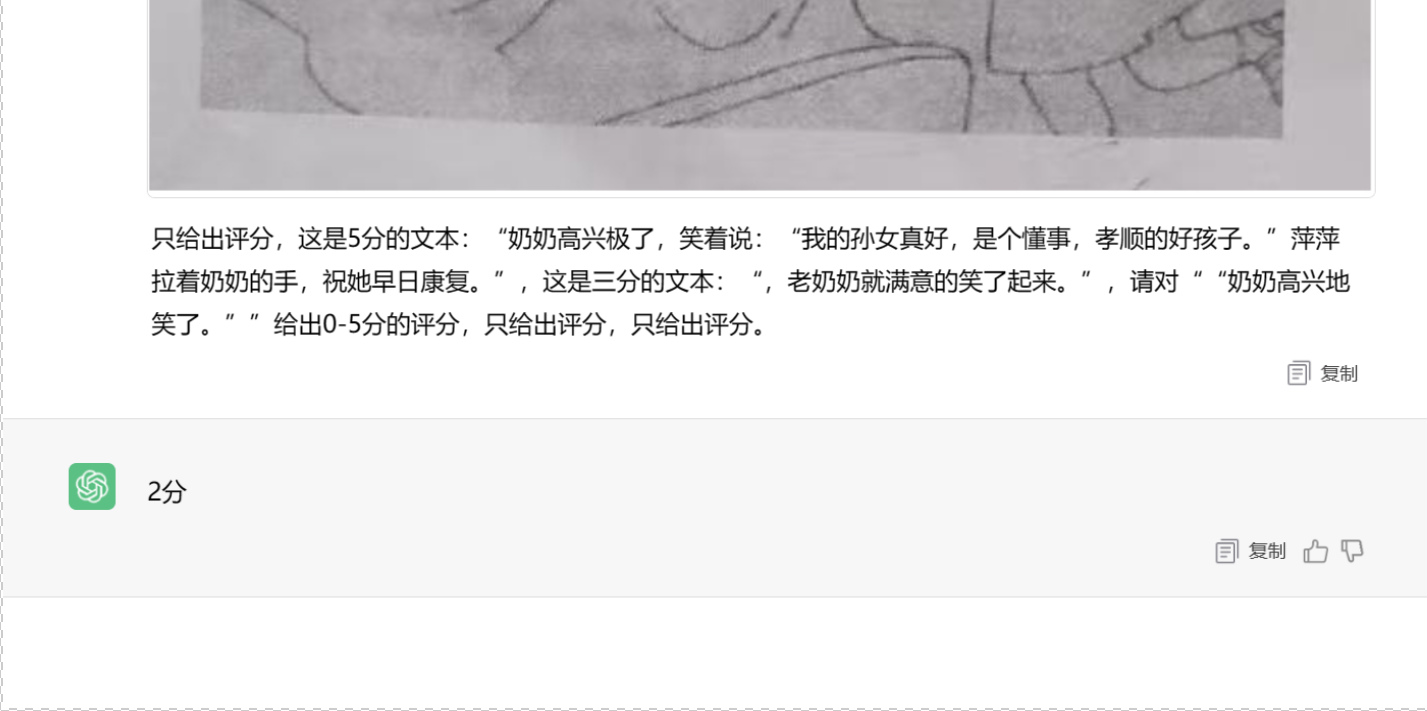 只给出评分，这是5分的文本：“奶奶高兴极了，笑着说：“我的孙女真好，是个懂事，孝顺的好孩子。”萍萍
拉着奶奶的手，祝她早日康复。”，这是三分的文本：“，老奶奶就满意的笑了起来。”，请对““奶奶高兴地
笑了。””给出0-5分的评分，只给出评分，只给出评分。
复制
2分
复制